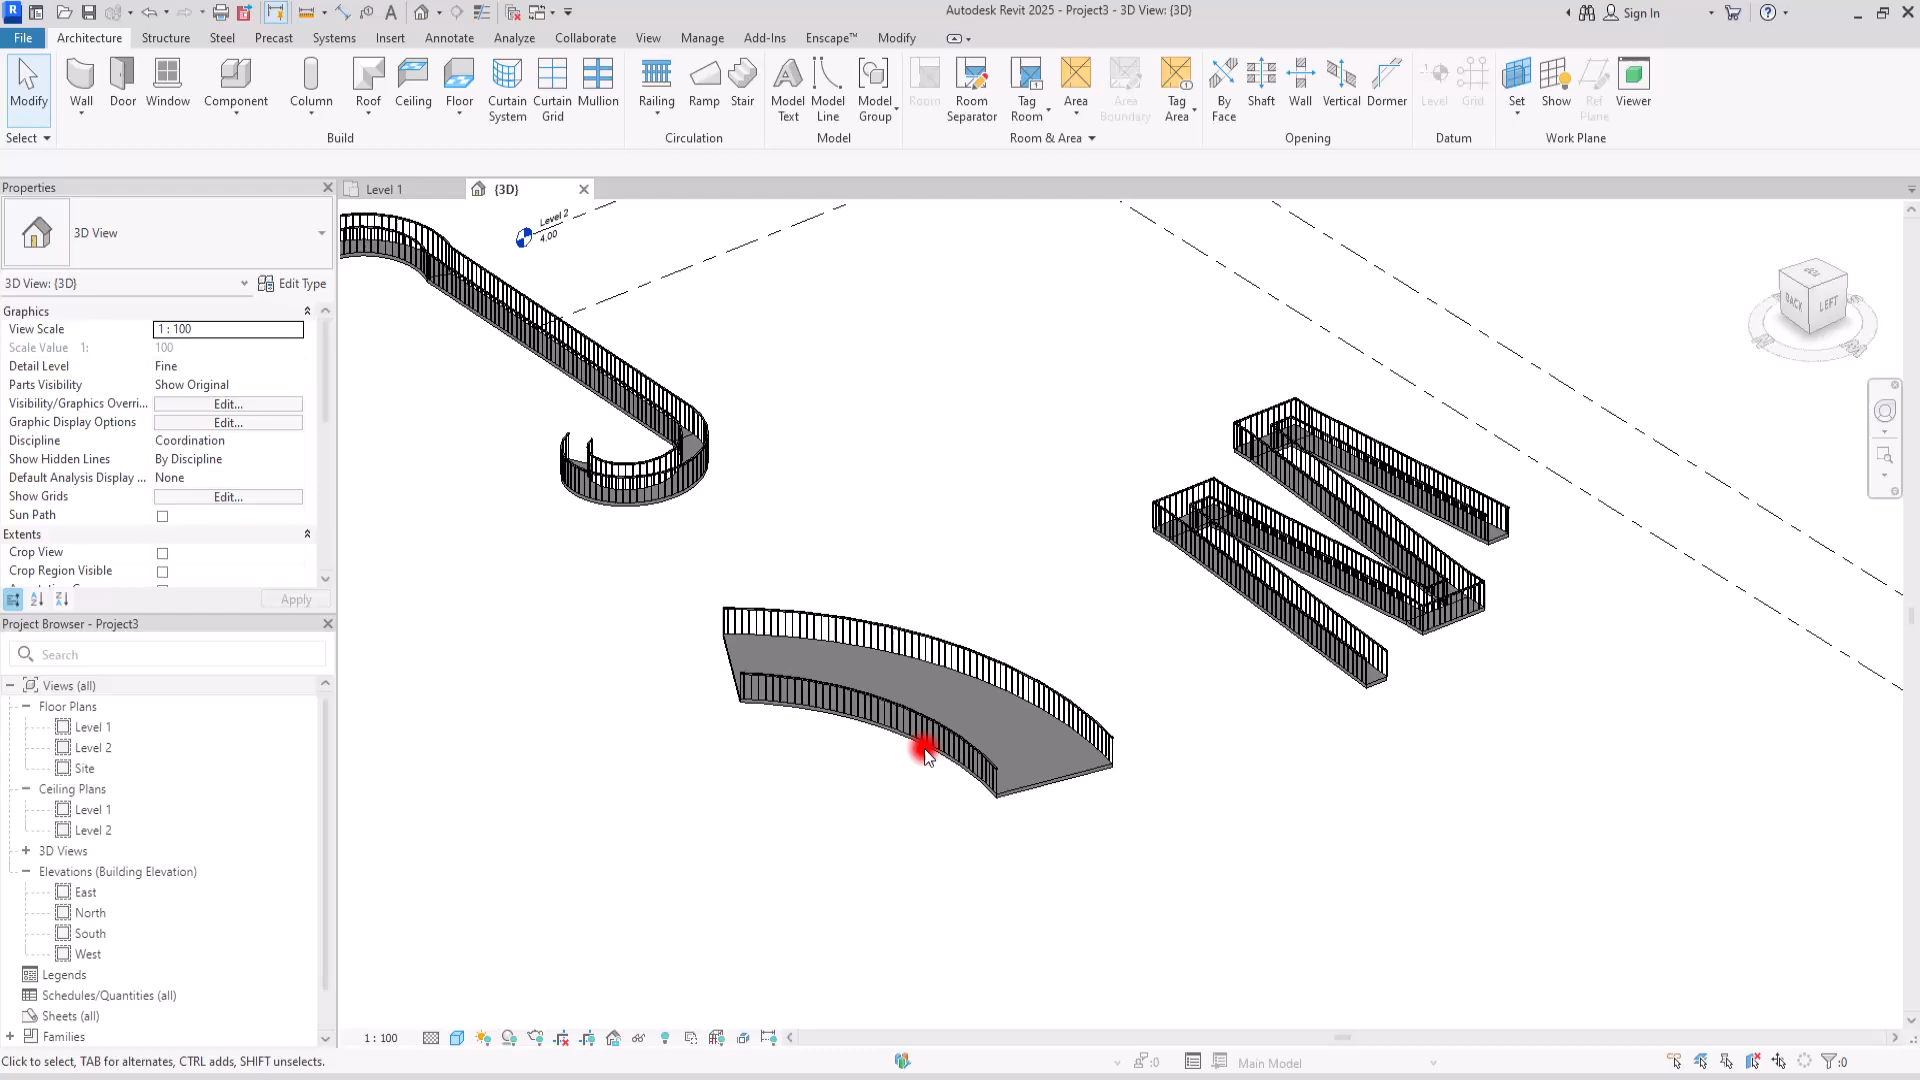 Autodesk Revit 2025 - Project3 - 3D View: {3D}
Sign In
File Architecture Structure Steel Precast Systems Insert Annotate Analyze Collaborate View Manage Add-Ins Enscape™ Modify
Modify
Wall Door Window Component Column Roof Ceiling Floor Curtain System Curtain Grid Mullion
Railing Ramp Stair
Model Text Model Line Model Group
Room Room Separator Tag Room Area Area Boundary Tag Area
By Face Shaft Wall Vertical Dormer
Level Grid
Set Show Ref Plane Viewer
Select Build Circulation Model Room & Area Opening Datum Work Plane
Properties
Level 1
{3D}
3D View
3D View: {3D}
Edit Type
Graphics
View Scale 1 : 100
Scale Value 1: 100
Detail Level Fine
Parts Visibility Show Original
Visibility/Graphics Overri... Edit...
Graphic Display Options Edit...
Discipline Coordination
Show Hidden Lines By Discipline
Default Analysis Display ... None
Show Grids Edit...
Sun Path
Extents
Crop View
Crop Region Visible
Apply
Project Browser - Project3
Search
Views (all)
Floor Plans
Level 1
Level 2
Site
Ceiling Plans
Level 1
Level 2
3D Views
Elevations (Building Elevation)
East
North
South
West
Legends
Schedules/Quantities (all)
Sheets (all)
Families
Level 2
4.00
BACK
LEFT
1 : 100
Click to select, TAB for alternates, CTRL adds, SHIFT unselects.
:0
Main Model
:0